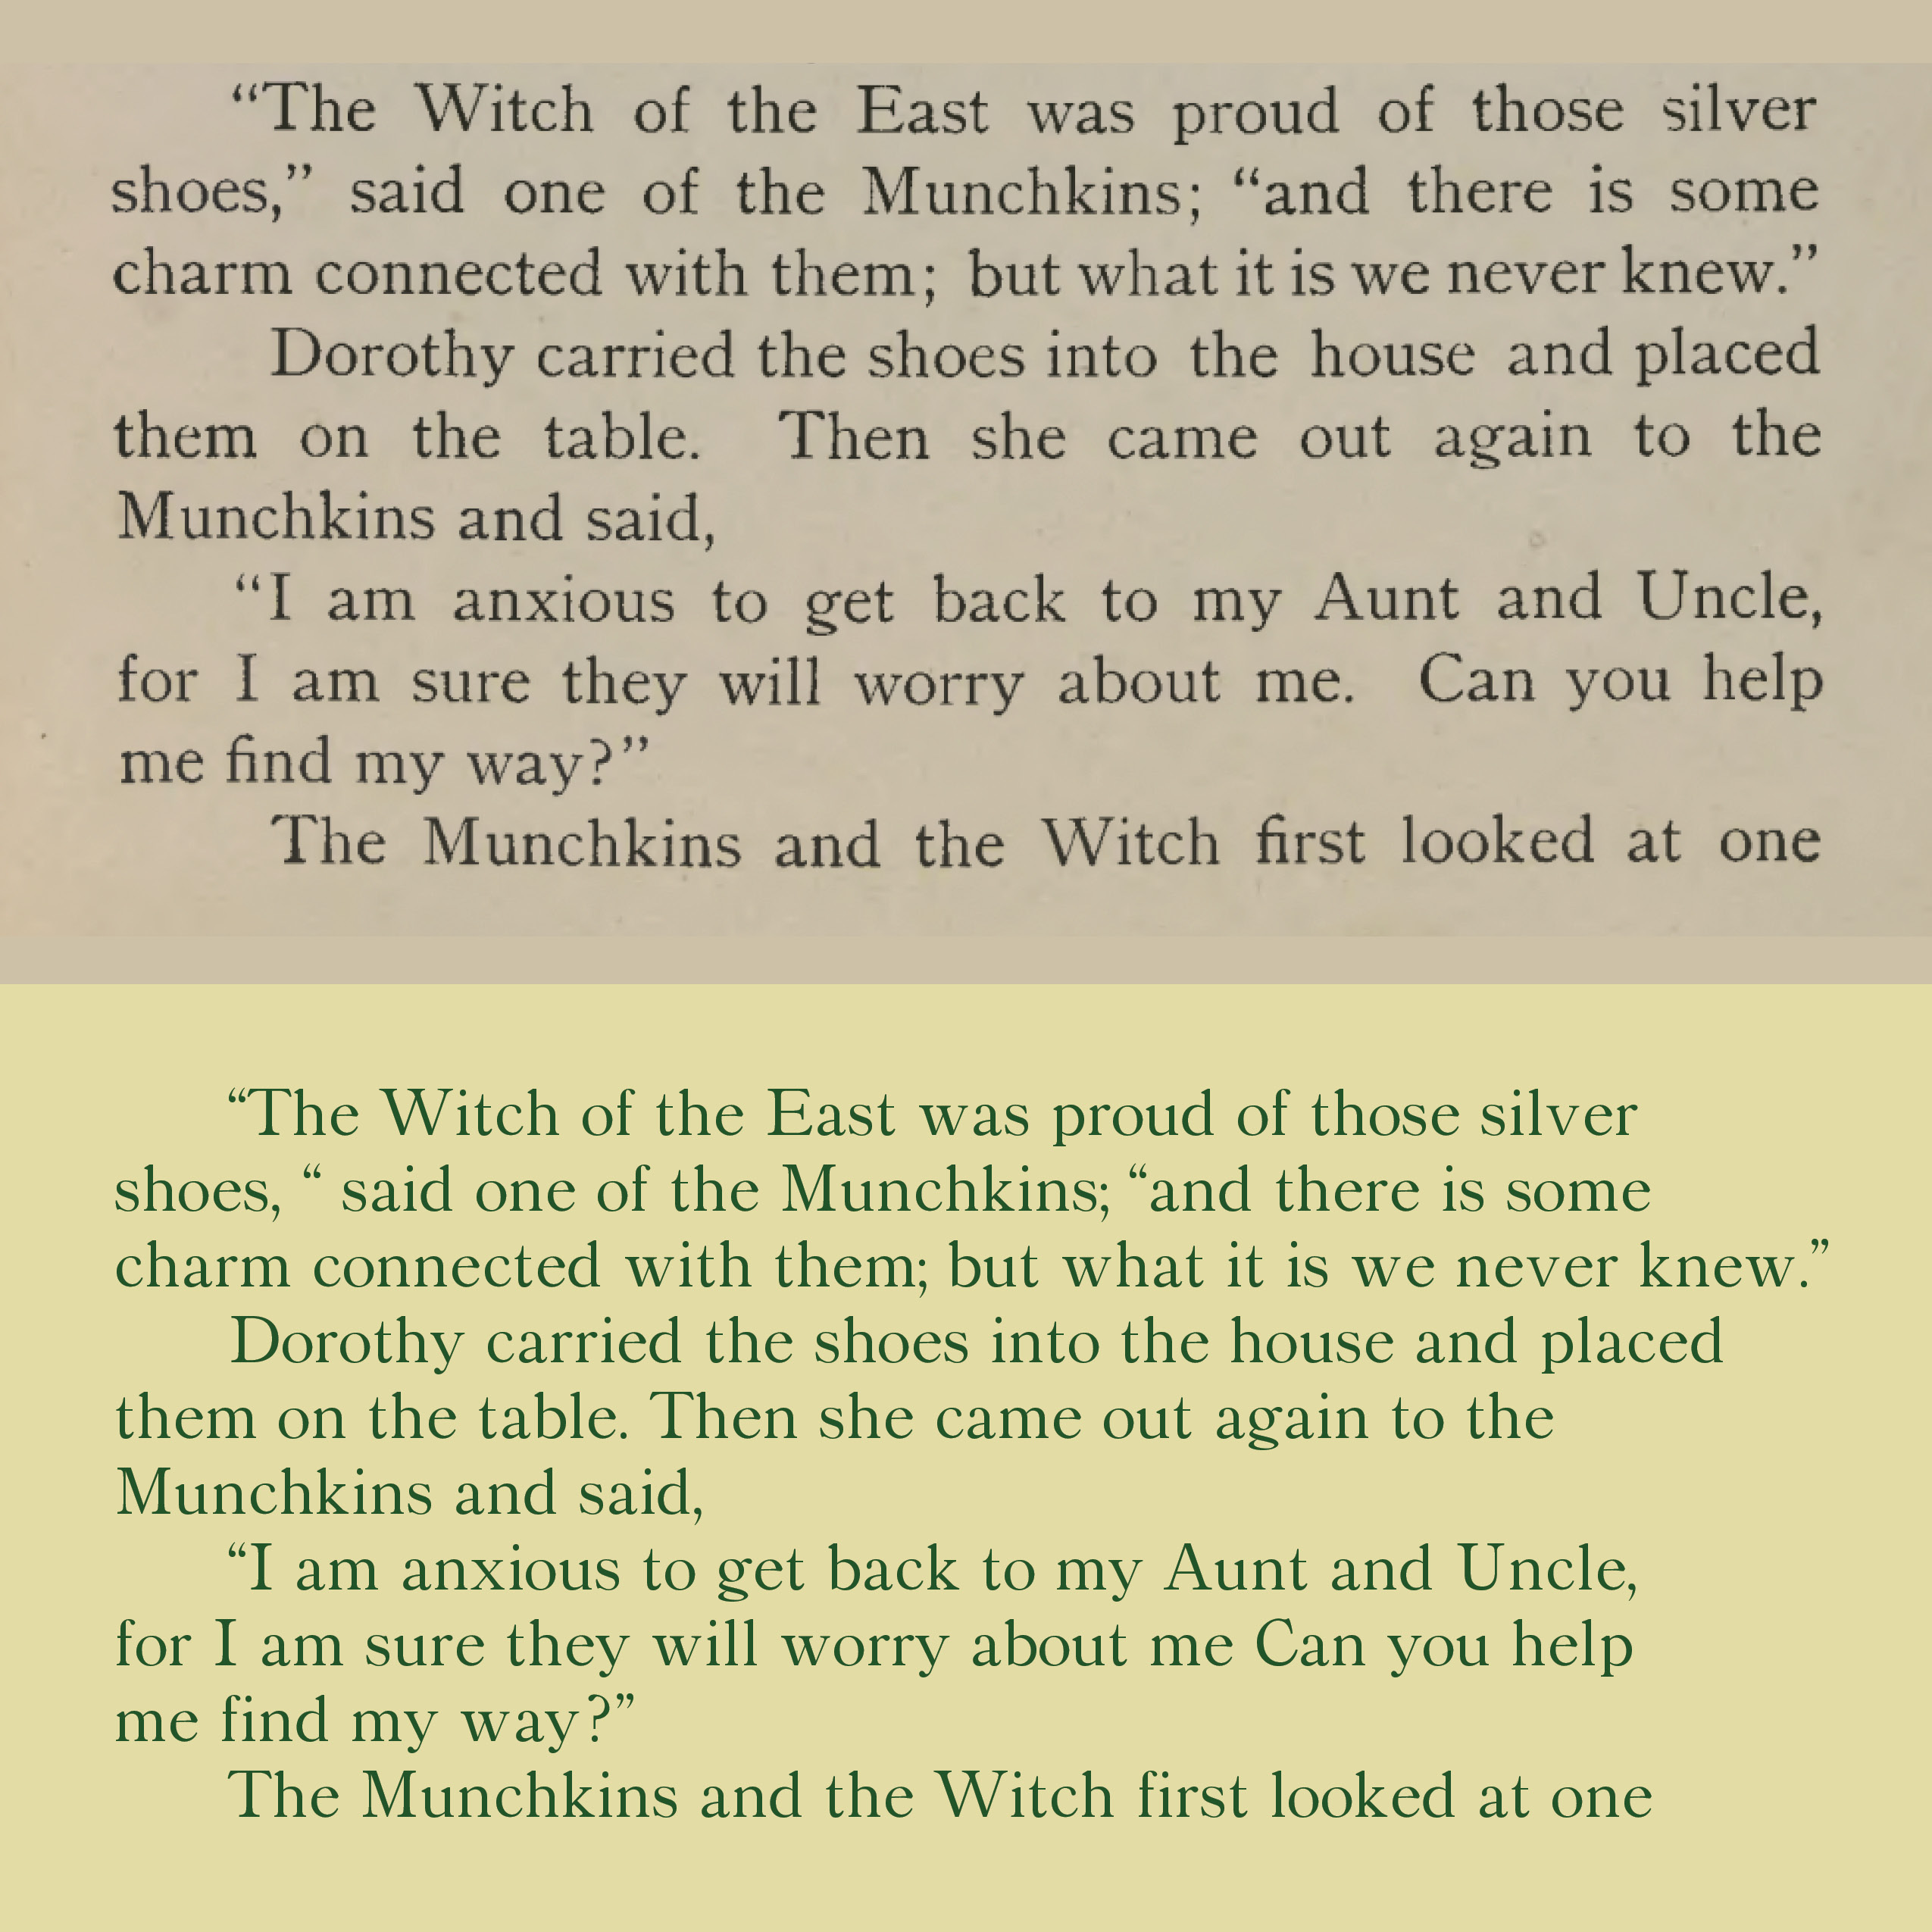 “The Witch of the East was proud of those silver
shoes,” said one of the Munchkins; “and there is some
charm connected with them; but what it is we never knew.”
Dorothy carried the shoes into the house and placed
them on the table. Then she came out again to the
Munchkins and said,
“I am anxious to get back to my Aunt and Uncle,
for I am sure they will worry about me. Can you help
me find my way?”
The Munchkins and the Witch first looked at one
“The Witch of the East was proud of those silver
shoes, “ said one of the Munchkins; “and there is some
charm connected with them; but what it is we never knew.”
Dorothy carried the shoes into the house and placed
them on the table. Then she came out again to the
Munchkins and said,
“I am anxious to get back to my Aunt and Uncle,
for I am sure they will worry about me Can you help
me find my way?”
The Munchkins and the Witch first looked at one